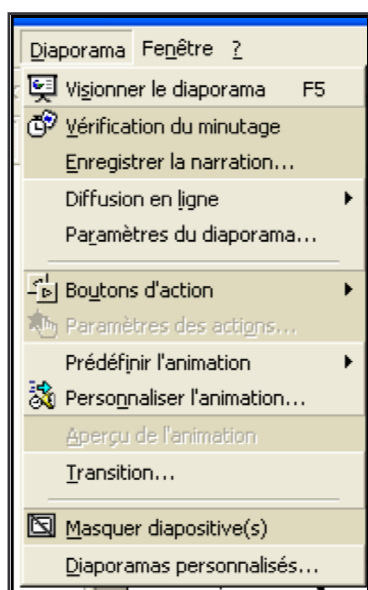 Diaporama Fenêtre ?
Visionner le diaporama F5
Vérification du minutage
Enregistrer la narration...
Diffusion en ligne
Paramètres du diaporama...
Boutons d'action
Paramètres des actions...
Prédéfinir l'animation
Personnaliser l'animation...
Aperçu de l'animation
Transition...
Masquer diapositive(s)
Diaporamas personnalisés...